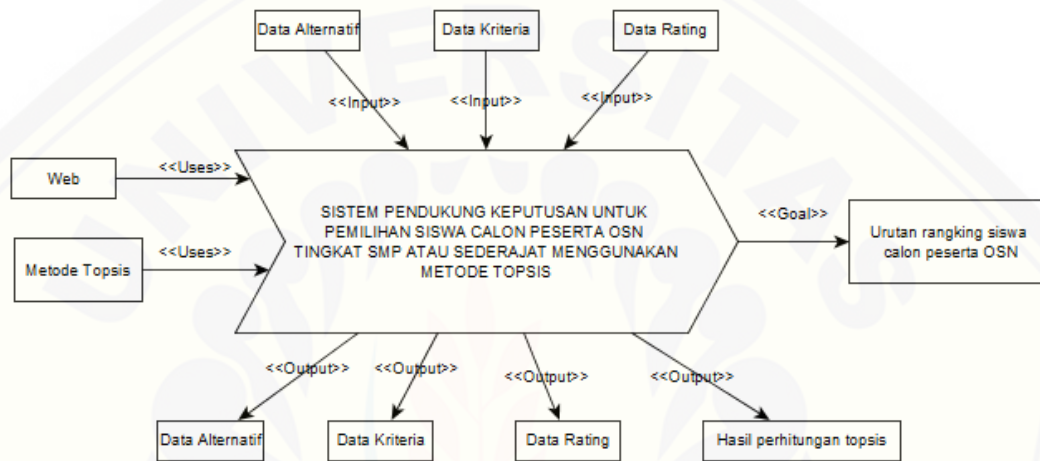 UNIVERSITAS
Data Alternatif
Data Kriteria
Data Rating
<<Input>>
<<Input>>
<<Input>>
Web
<<Uses>>
Metode Topsis
<<Uses>>
SISTEM PENDUKUNG KEPUTUSAN UNTUK
PEMILIHAN SISWA CALON PESERTA OSN
TINGKAT SMP ATAU SEDERAJAT MENGGUNAKAN
METODE TOPSIS
<<Goal>>
Urutan rangking siswa
calon peserta OSN
<<Output>>
<<Output>>
<<Output>>
<<Output>>
Data Alternatif
Data Kriteria
Data Rating
Hasil perhitungan topsis